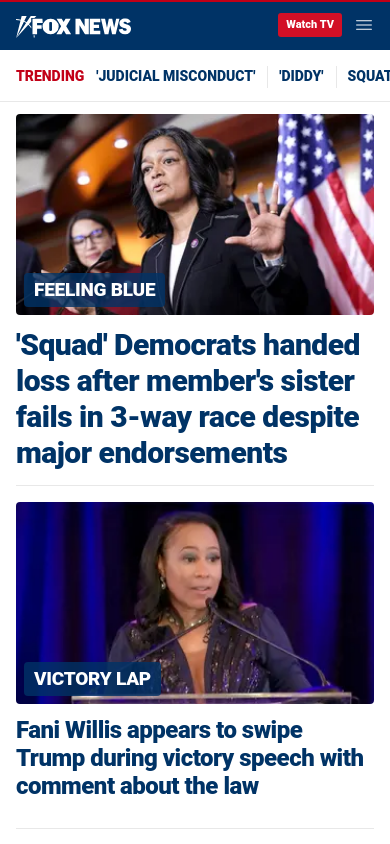 FOX NEWS
Watch TV
TRENDING 'JUDICIAL MISCONDUCT' 'DIDDY' SQUAT
FEELING BLUE
'Squad' Democrats handed
loss after member's sister
fails in 3-way race despite
major endorsements
VICTORY LAP
Fani Willis appears to swipe
Trump during victory speech with
comment about the law